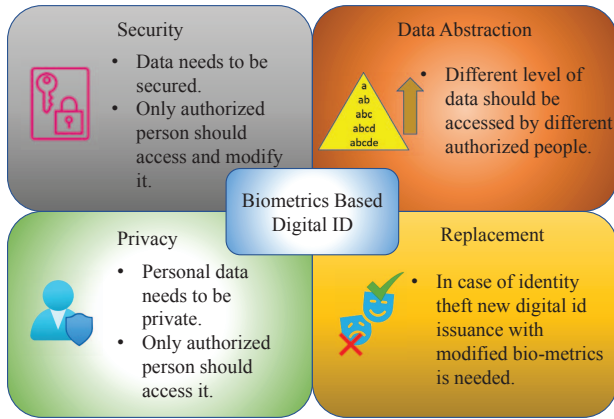 Security
• Data needs to be
secured.
• Only authorized
person should
access and modify
it.
Data Abstraction
a
ab
abc
abcd
abcde
• Different level of
data should be
accessed by different
authorized people.
Biometrics Based
Digital ID
Privacy
• Personal data
needs to be
private.
• Only authorized
person should
access it.
Replacement
• In case of identity
theft new digital id
issuance with
modified bio-metrics
is needed.